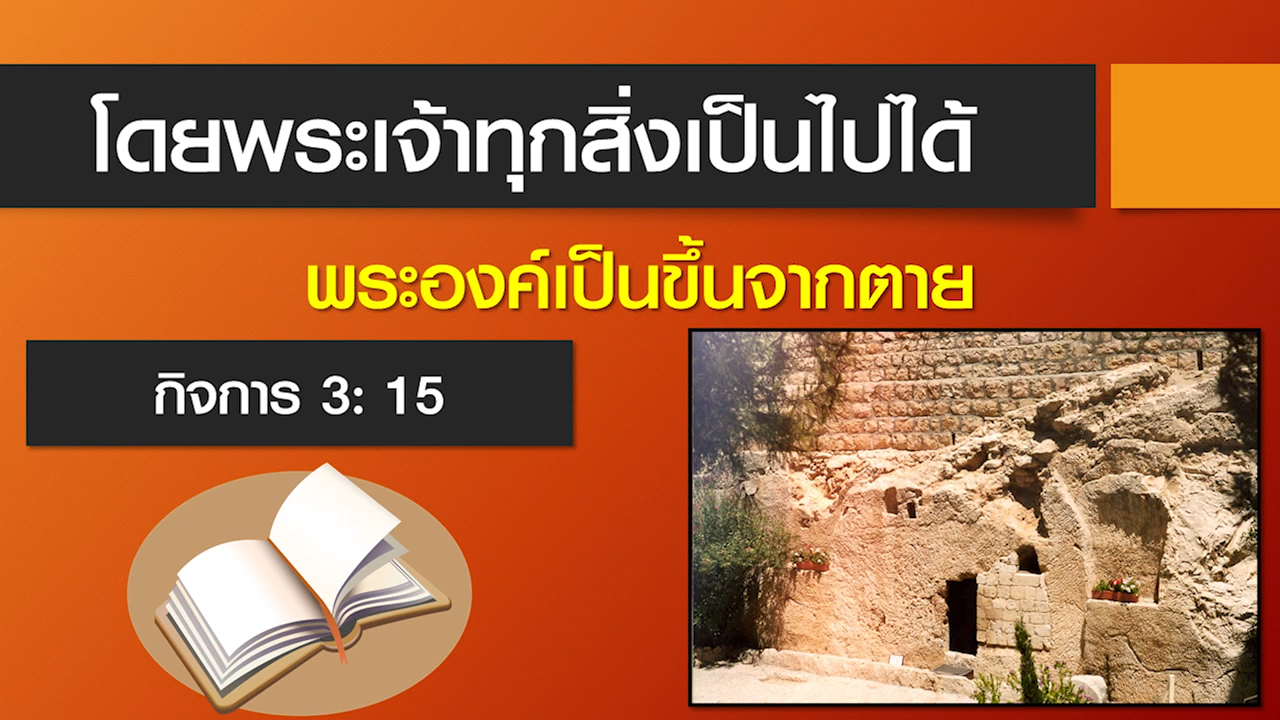 โดยพระเจ้าทุกสิ่งเป็นไปได้
พระองค์เป็นขึ้นจากตาย
กิจการ 3: 15